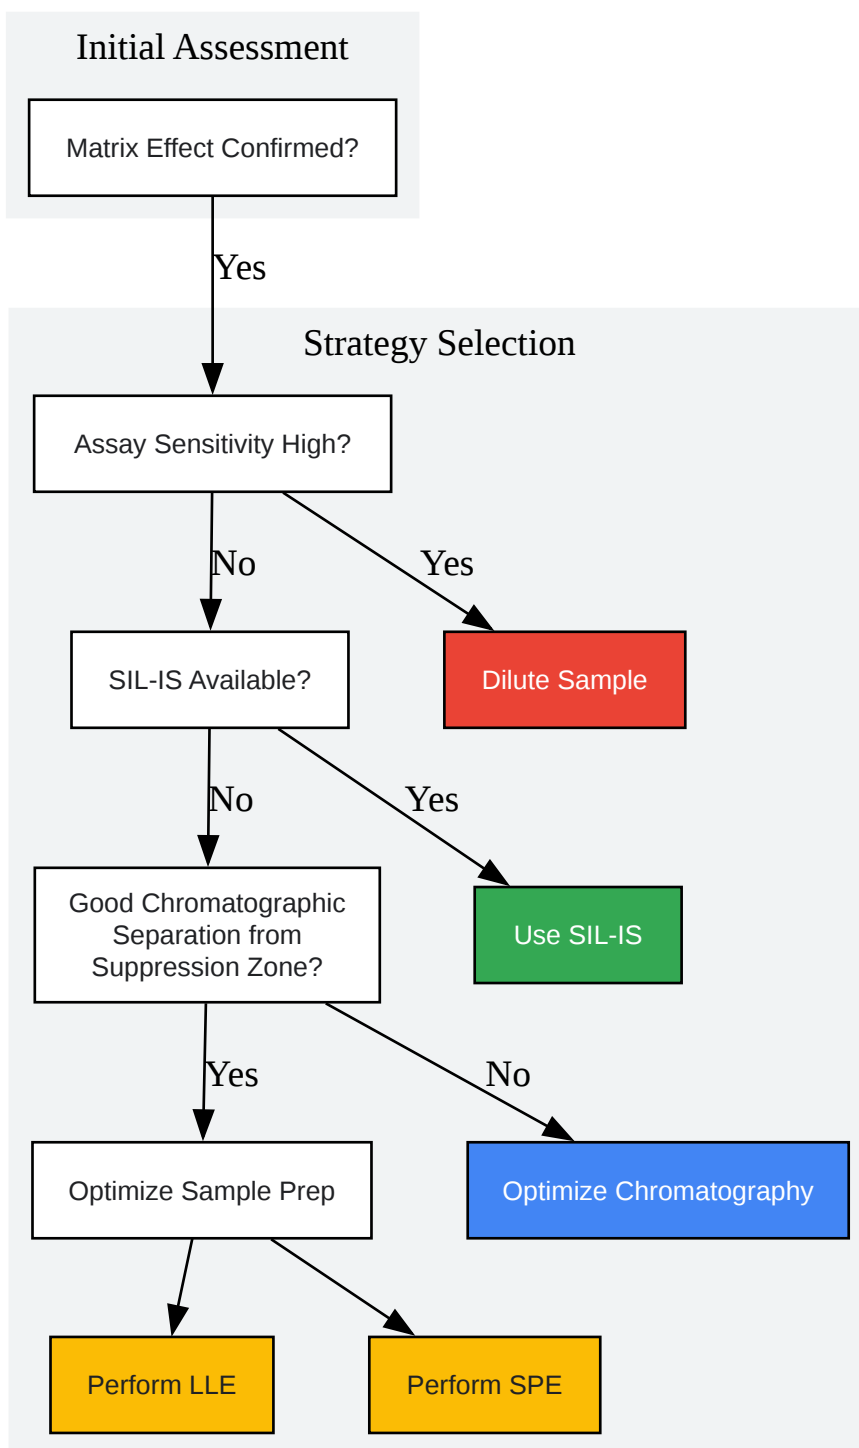 Initial Assessment
Matrix Effect Confirmed?
Yes
Strategy Selection
Assay Sensitivity High?
No
Yes
SIL-IS Available?
Dilute Sample
No
Yes
Good Chromatographic
Separation from
Suppression Zone?
Use SIL-IS
Yes
No
Optimize Sample Prep
Optimize Chromatography
Perform LLE
Perform SPE